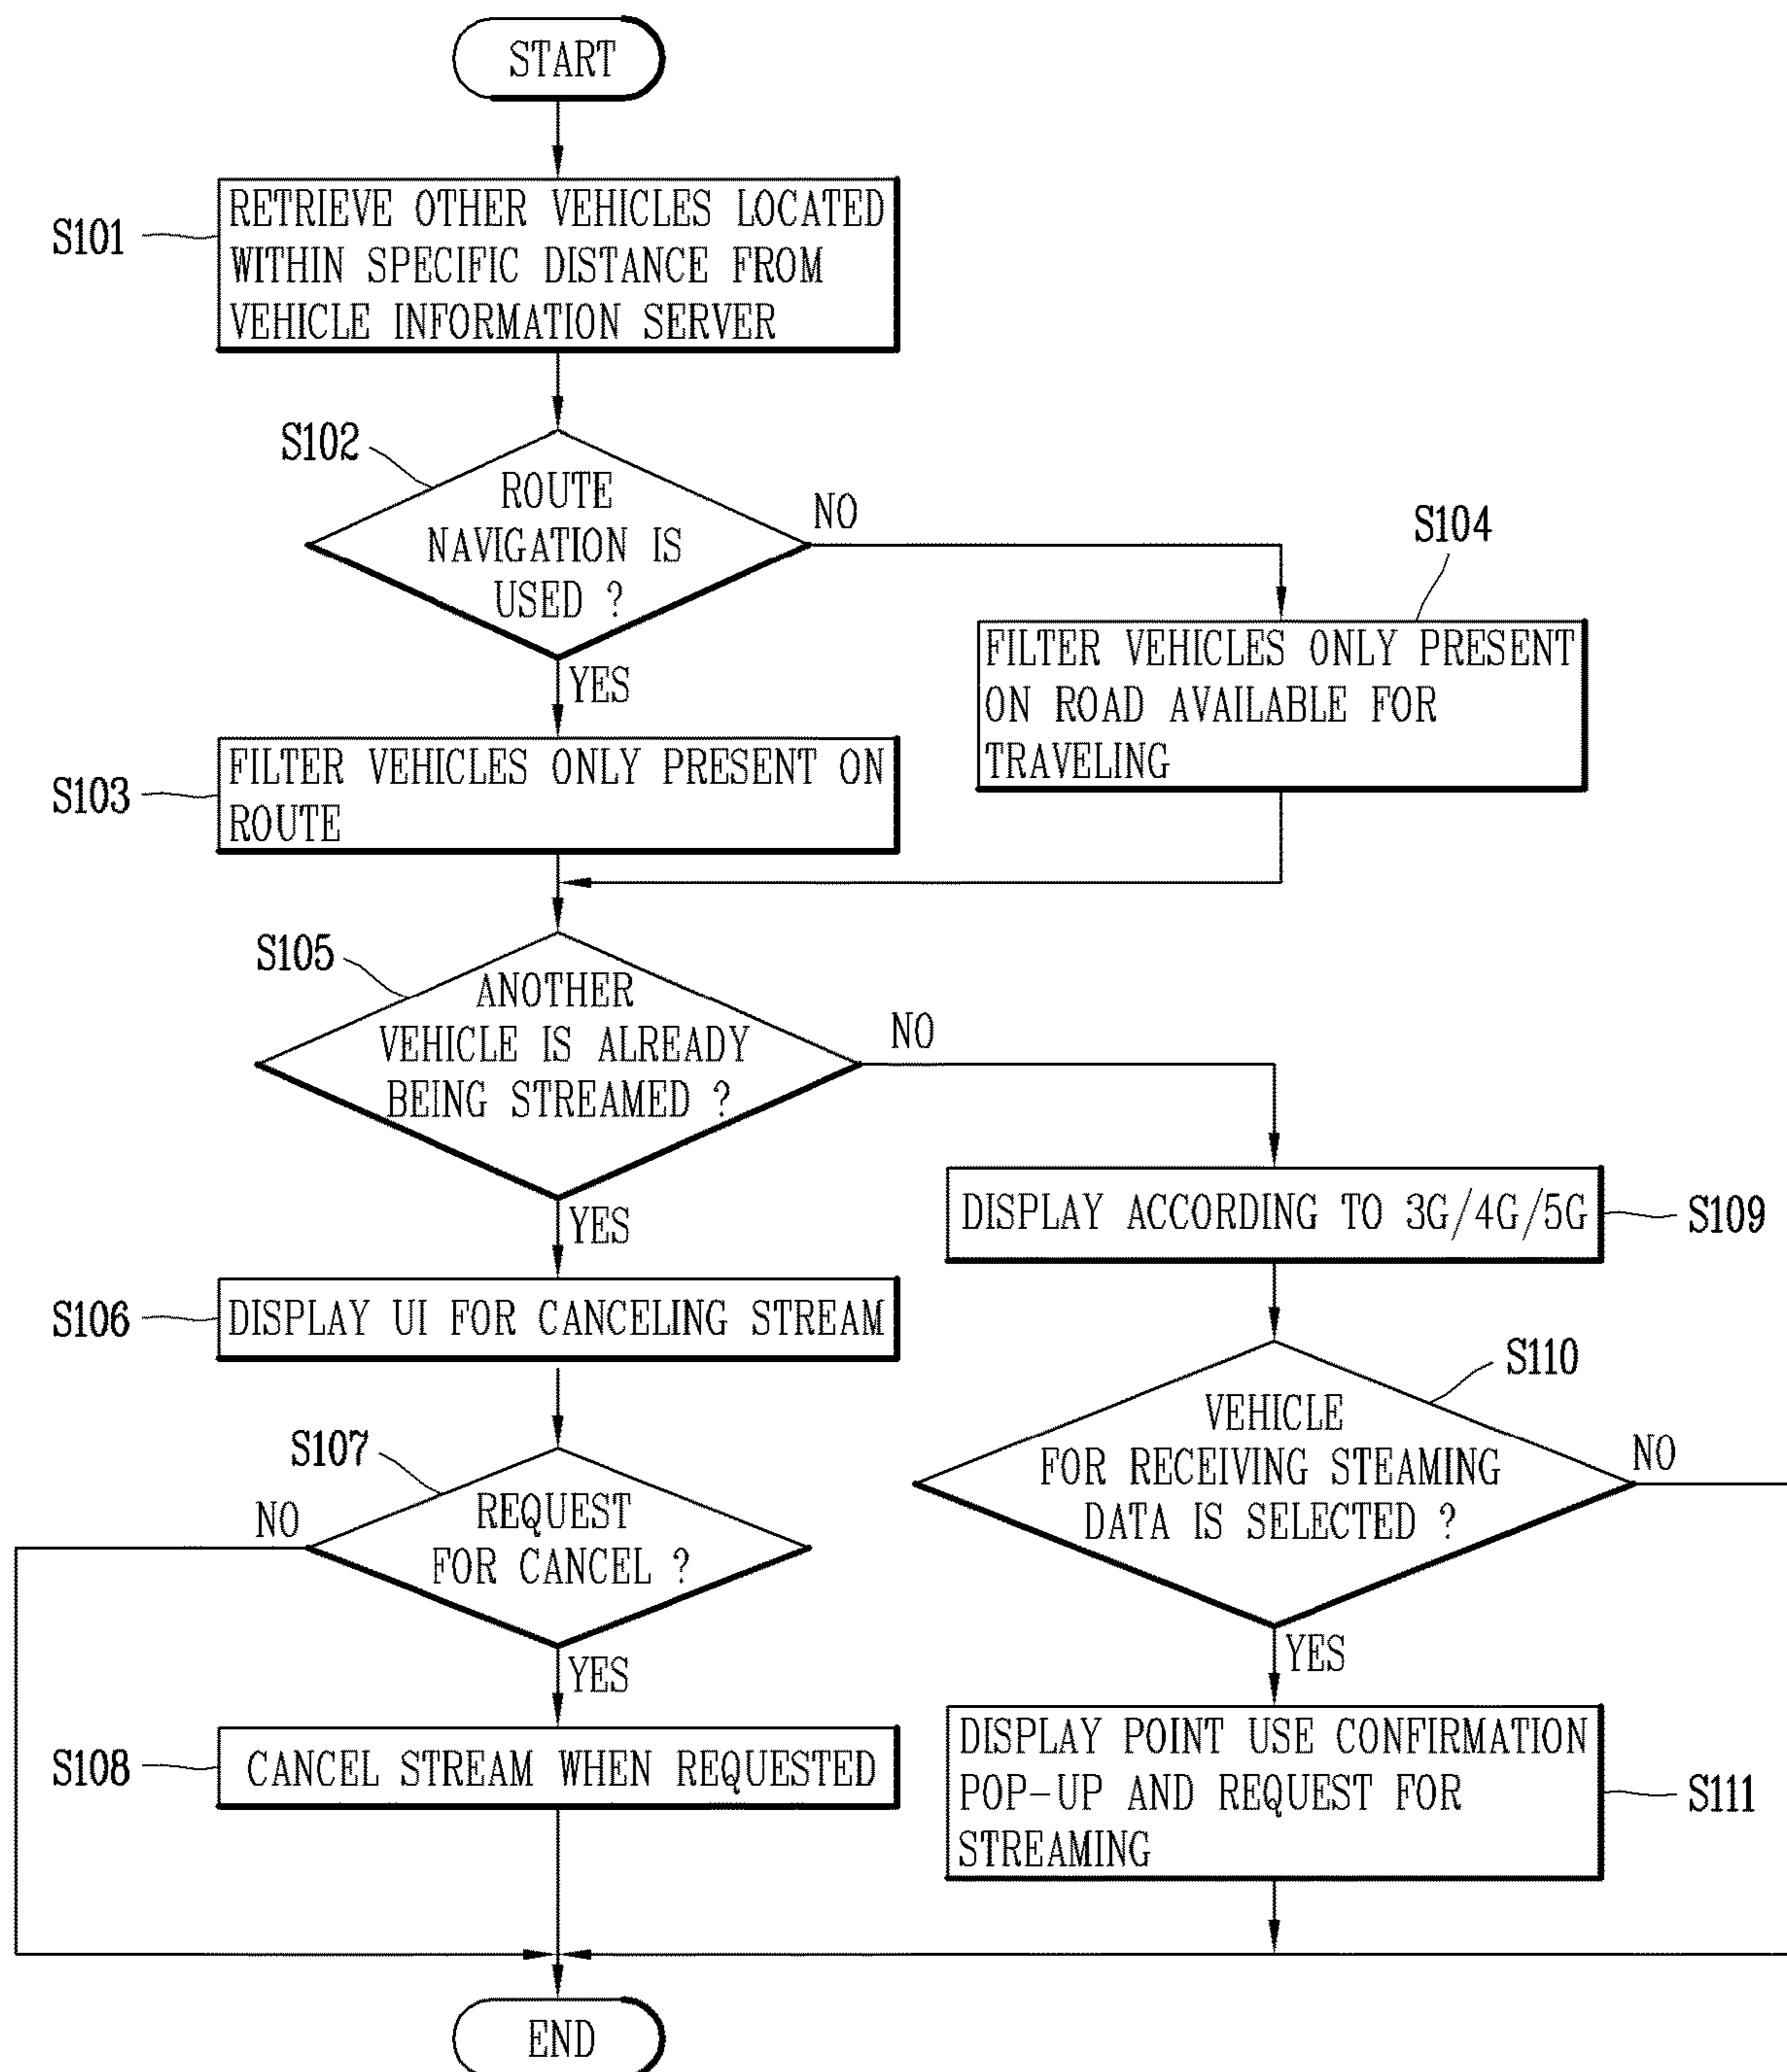 START
S101
RETRIEVE OTHER VEHICLES LOCATED
WITHIN SPECIFIC DISTANCE FROM
VEHICLE INFORMATION SERVER
S102
ROUTE
NAVIGATION IS
USED ?
NO
YES
S104
FILTER VEHICLES ONLY PRESENT
ON ROAD AVAILABLE FOR
TRAVELING
S103
FILTER VEHICLES ONLY PRESENT ON
ROUTE
S105
ANOTHER
VEHICLE IS ALREADY
BEING STREAMED ?
NO
YES
S106
DISPLAY UI FOR CANCELING STREAM
S107
REQUEST
FOR CANCEL ?
NO
YES
S108
CANCEL STREAM WHEN REQUESTED
DISPLAY ACCORDING TO 3G/4G/5G
S109
S110
VEHICLE
FOR RECEIVING STEAMING
DATA IS SELECTED ?
NO
YES
DISPLAY POINT USE CONFIRMATION
POP-UP AND REQUEST FOR
STREAMING
S111
END